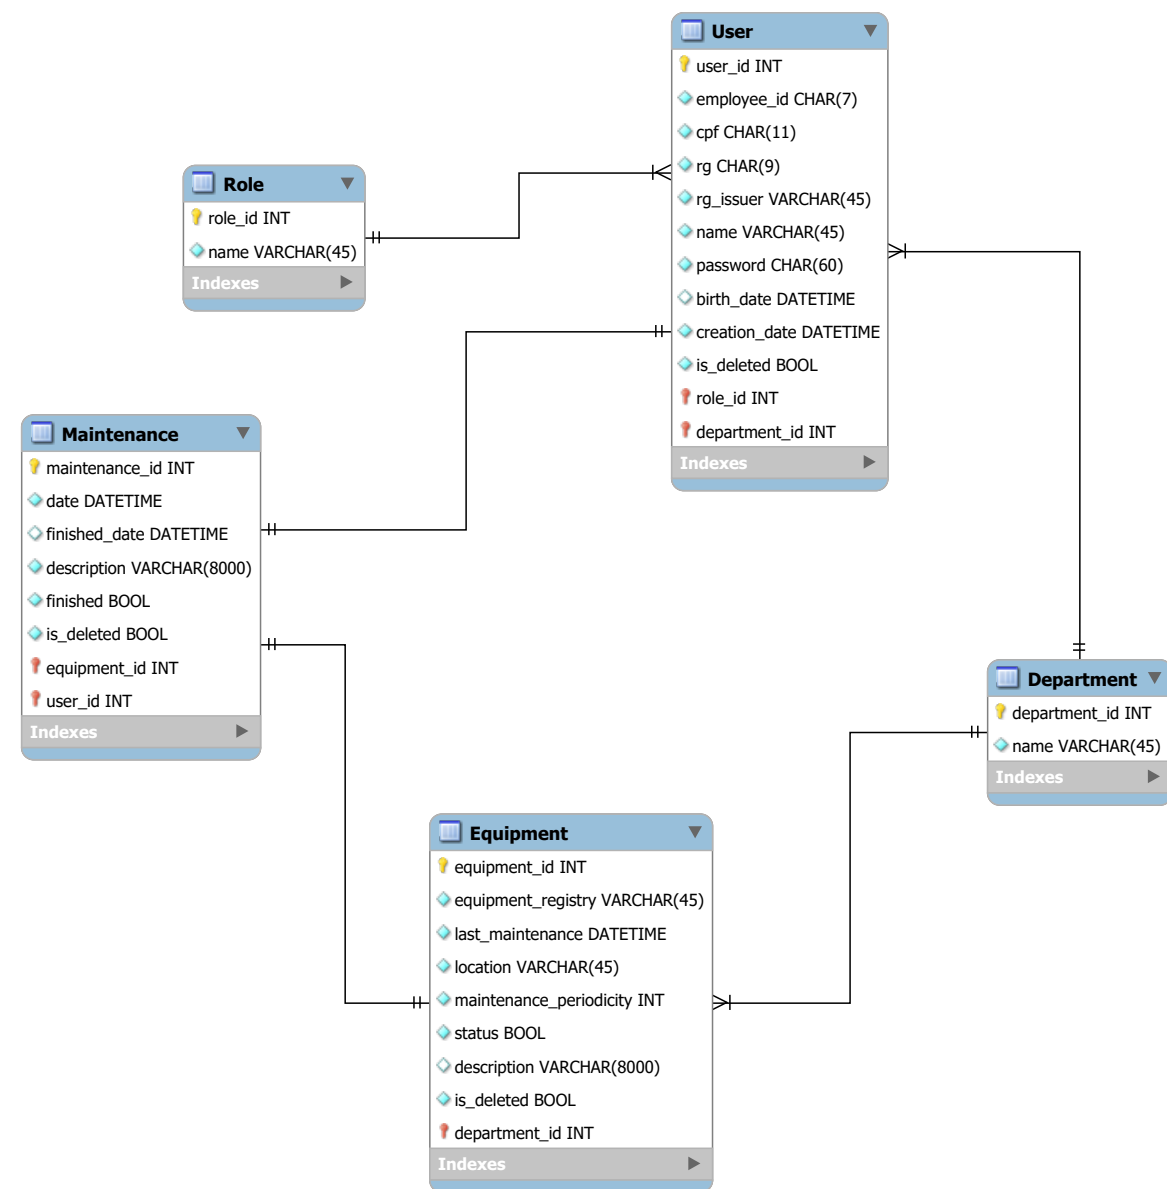 User
user_id INT
employee_id CHAR(7)
cpf CHAR(11)
rg CHAR(9)
rg_issuer VARCHAR(45)
name VARCHAR(45)
password CHAR(60)
birth_date DATETIME
creation_date DATETIME
is_deleted BOOL
role_id INT
department_id INT
Indexes
Role
role_id INT
name VARCHAR(45)
Indexes
Maintenance
maintenance_id INT
date DATETIME
finished_date DATETIME
description VARCHAR(8000)
finished BOOL
is_deleted BOOL
equipment_id INT
user_id INT
Indexes
Department
department_id INT
name VARCHAR(45)
Indexes
Equipment
equipment_id INT
equipment_registry VARCHAR(45)
last_maintenance DATETIME
location VARCHAR(45)
maintenance_periodicity INT
status BOOL
description VARCHAR(8000)
is_deleted BOOL
department_id INT
Indexes